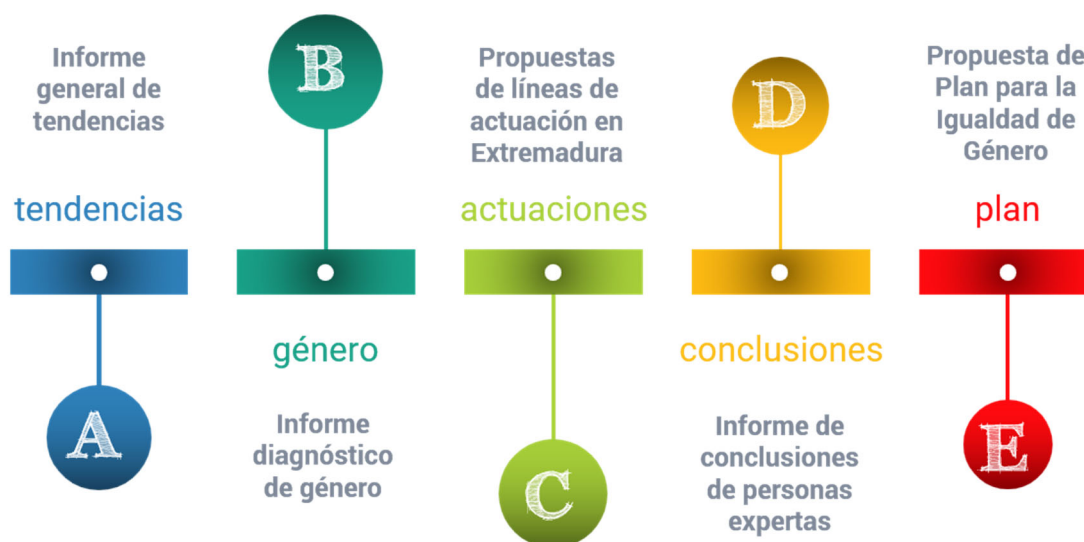 Informe
general de
tendencias
tendencias
A
B
género
Informe
diagnóstico
de género
Propuestas
de líneas de
actuación en
Extremadura
actuaciones
C
D
conclusiones
Informe de
conclusiones
de personas
expertas
Propuesta de
Plan para la
Igualdad de
Género
plan
E